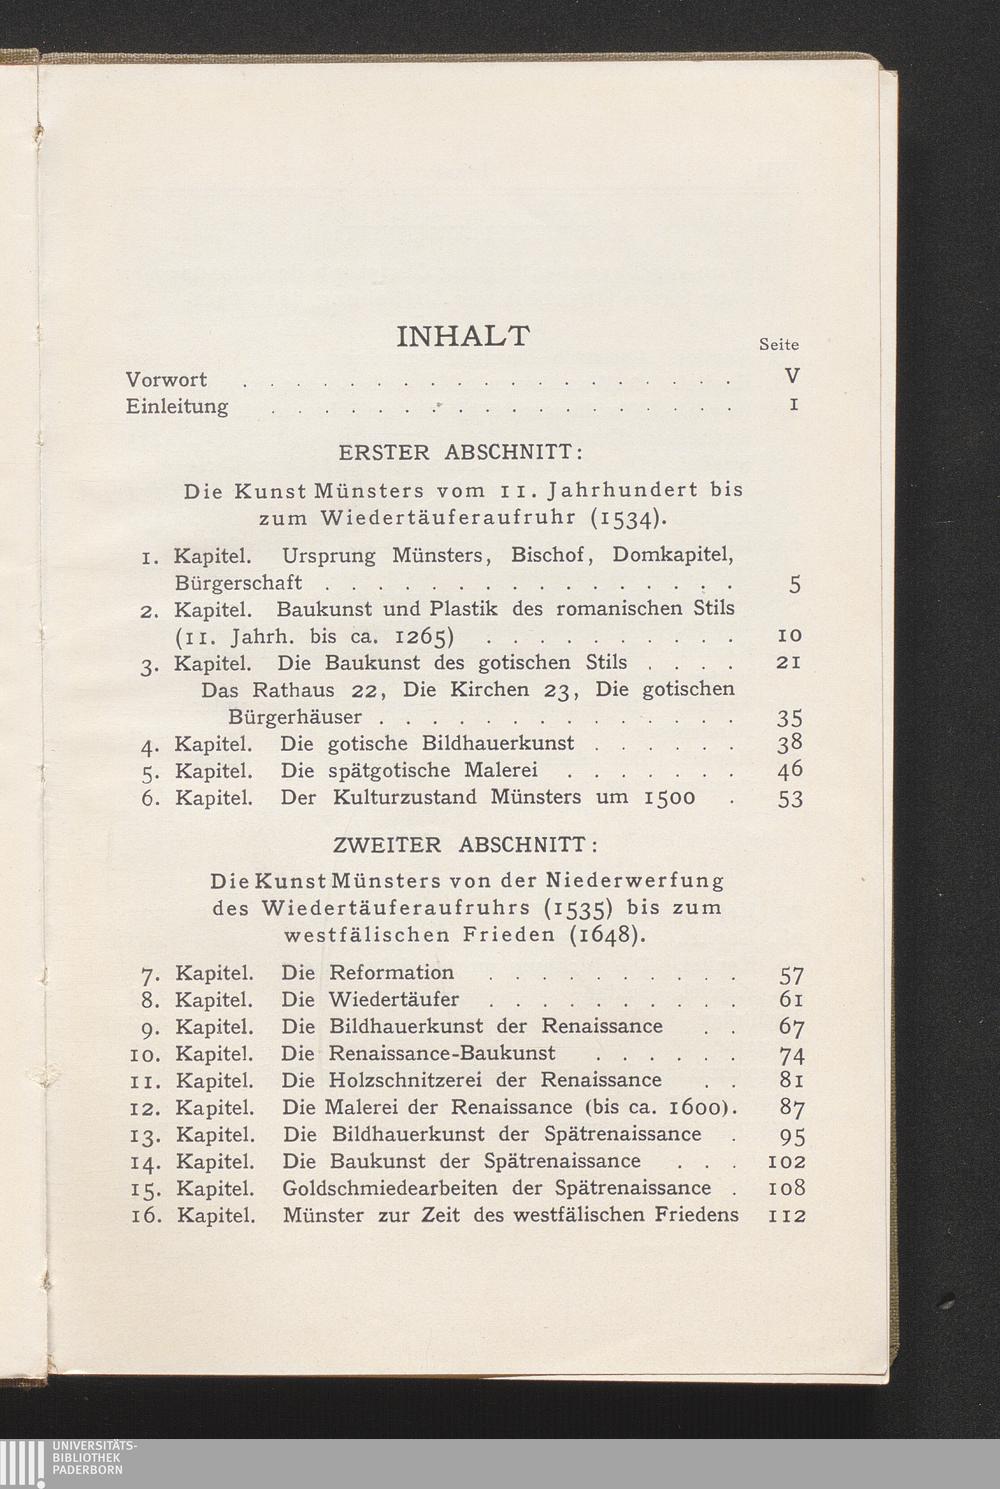 INHALT
Seite
Vorwort . . . . . . . . . . . . . . . . . . . V
Einleitung . . . . . . . . . . . . . . . . . . 1
ERSTER ABSCHNITT:
Die Kunst Münsters vom 11. Jahrhundert bis
zum Wiedertäuferaufruhr (1534).
1. Kapitel. Ursprung Münsters, Bischof, Domkapitel,
Bürgerschaft . . . . . . . . . . . . . . . . 5
2. Kapitel. Baukunst und Plastik des romanischen Stils
(11. Jahrh. bis ca. 1265) . . . . . . . . . . 10
3. Kapitel. Die Baukunst des gotischen Stils . . . . 21
Das Rathaus 22, Die Kirchen 23, Die gotischen
Bürgerhäuser . . . . . . . . . . . . . . 35
4. Kapitel. Die gotische Bildhauerkunst . . . . . . 38
5. Kapitel. Die spätgotische Malerei . . . . . . . 46
6. Kapitel. Der Kulturzustand Münsters um 1500 . 53
ZWEITER ABSCHNITT:
Die Kunst Münsters von der Niederwerfung
des Wiedertäuferaufruhrs (1535) bis zum
westfälischen Frieden (1648).
7. Kapitel. Die Reformation . . . . . . . . . . 57
8. Kapitel. Die Wiedertäufer . . . . . . . . . . 61
9. Kapitel. Die Bildhauerkunst der Renaissance . . 67
10. Kapitel. Die Renaissance-Baukunst . . . . . . 74
11. Kapitel. Die Holzschnitzerei der Renaissance . . 81
12. Kapitel. Die Malerei der Renaissance (bis ca. 1600). 87
13. Kapitel. Die Bildhauerkunst der Spätrenaissance . 95
14. Kapitel. Die Baukunst der Spätrenaissance . . . 102
15. Kapitel. Goldschmiedearbeiten der Spätrenaissance . 108
16. Kapitel. Münster zur Zeit des westfälischen Friedens 112
UNIVERSITÄTS-
BIBLIOTHEK
PADERBORN